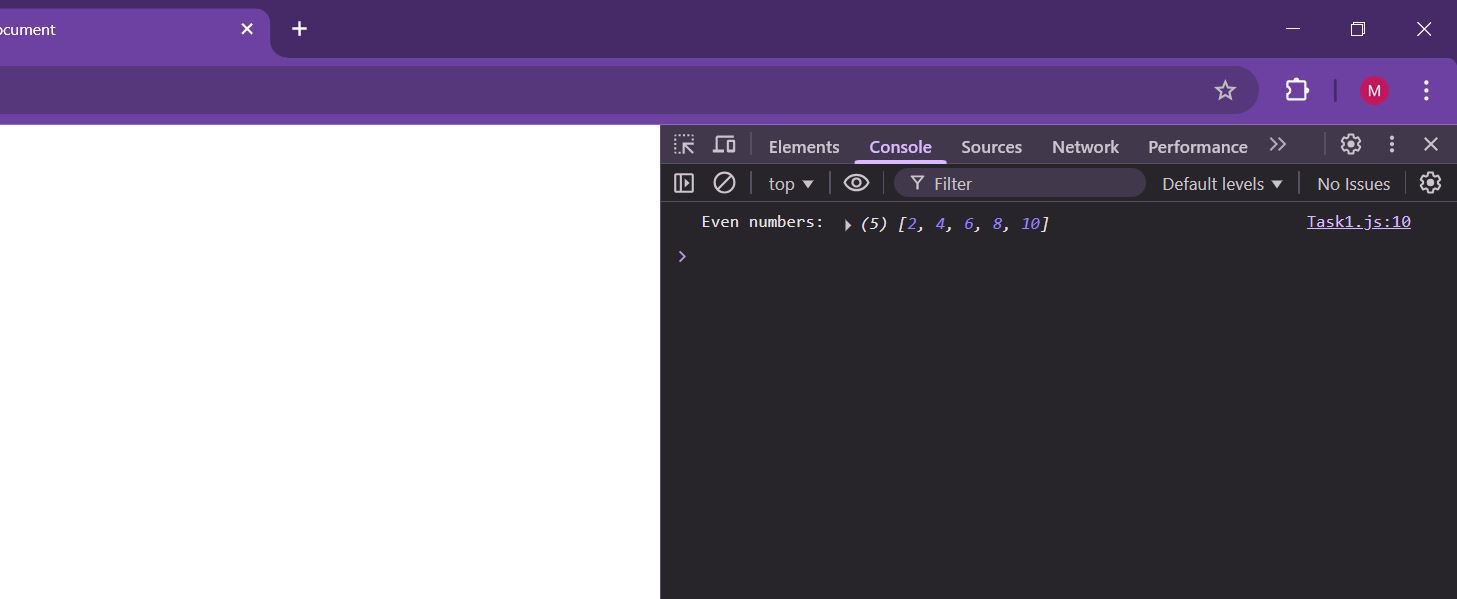 ocument
M
Elements Console Sources Network Performance
top Filter Default levels No Issues
Even numbers: (5) [2, 4, 6, 8, 10] Task1.js:10